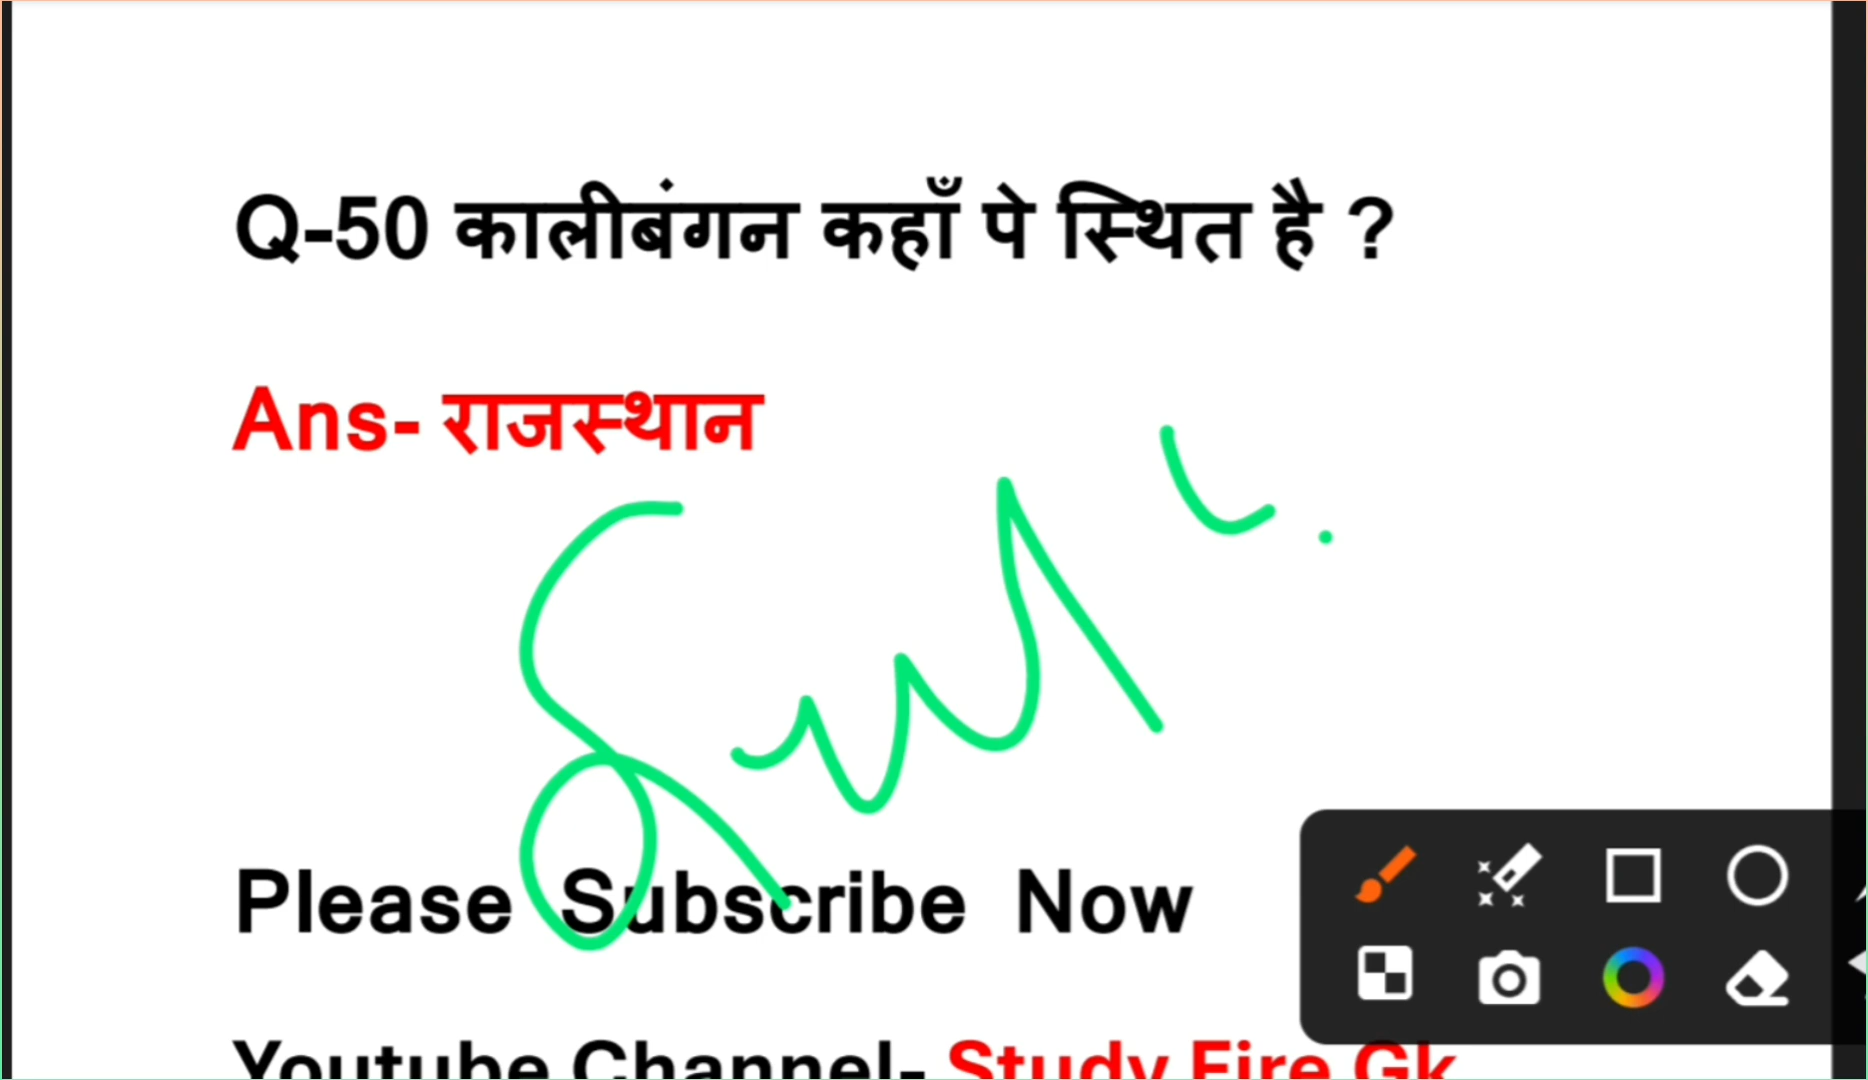 Q-50 कालीबंगन कहाँ पे स्थित है ?
Ans- राजस्थान
Please Subscribe Now
Youtube Channel- Study Fire Gk